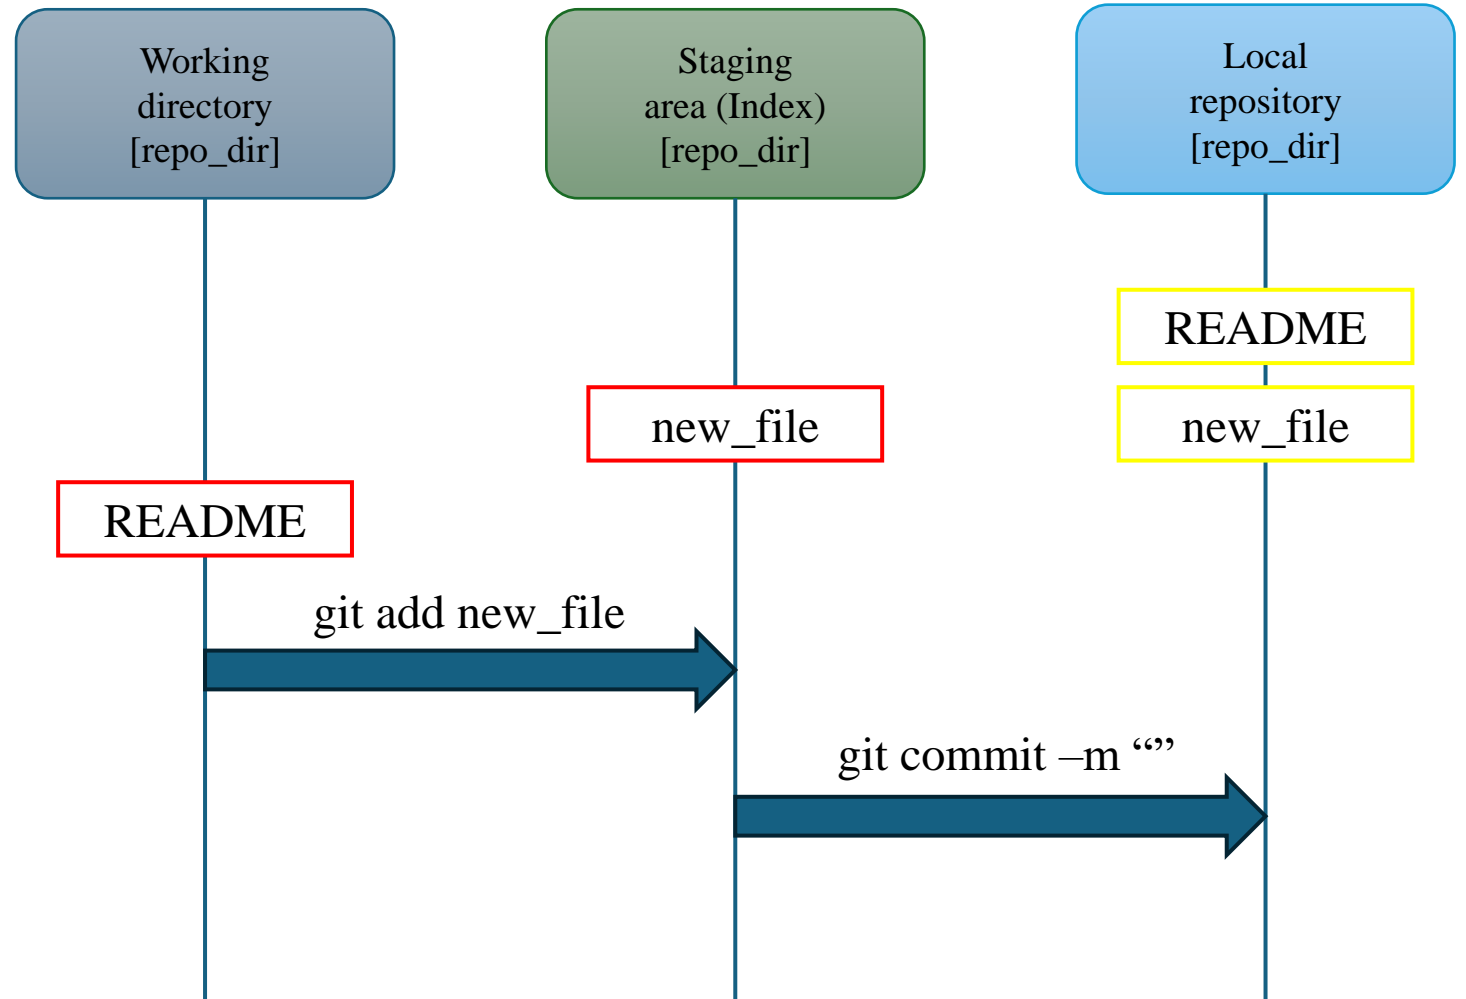 Working
directory
[repo_dir]
Staging
area (Index)
[repo_dir]
Local
repository
[repo_dir]
README
new_file
new_file
README
git add new_file
git commit –m “”